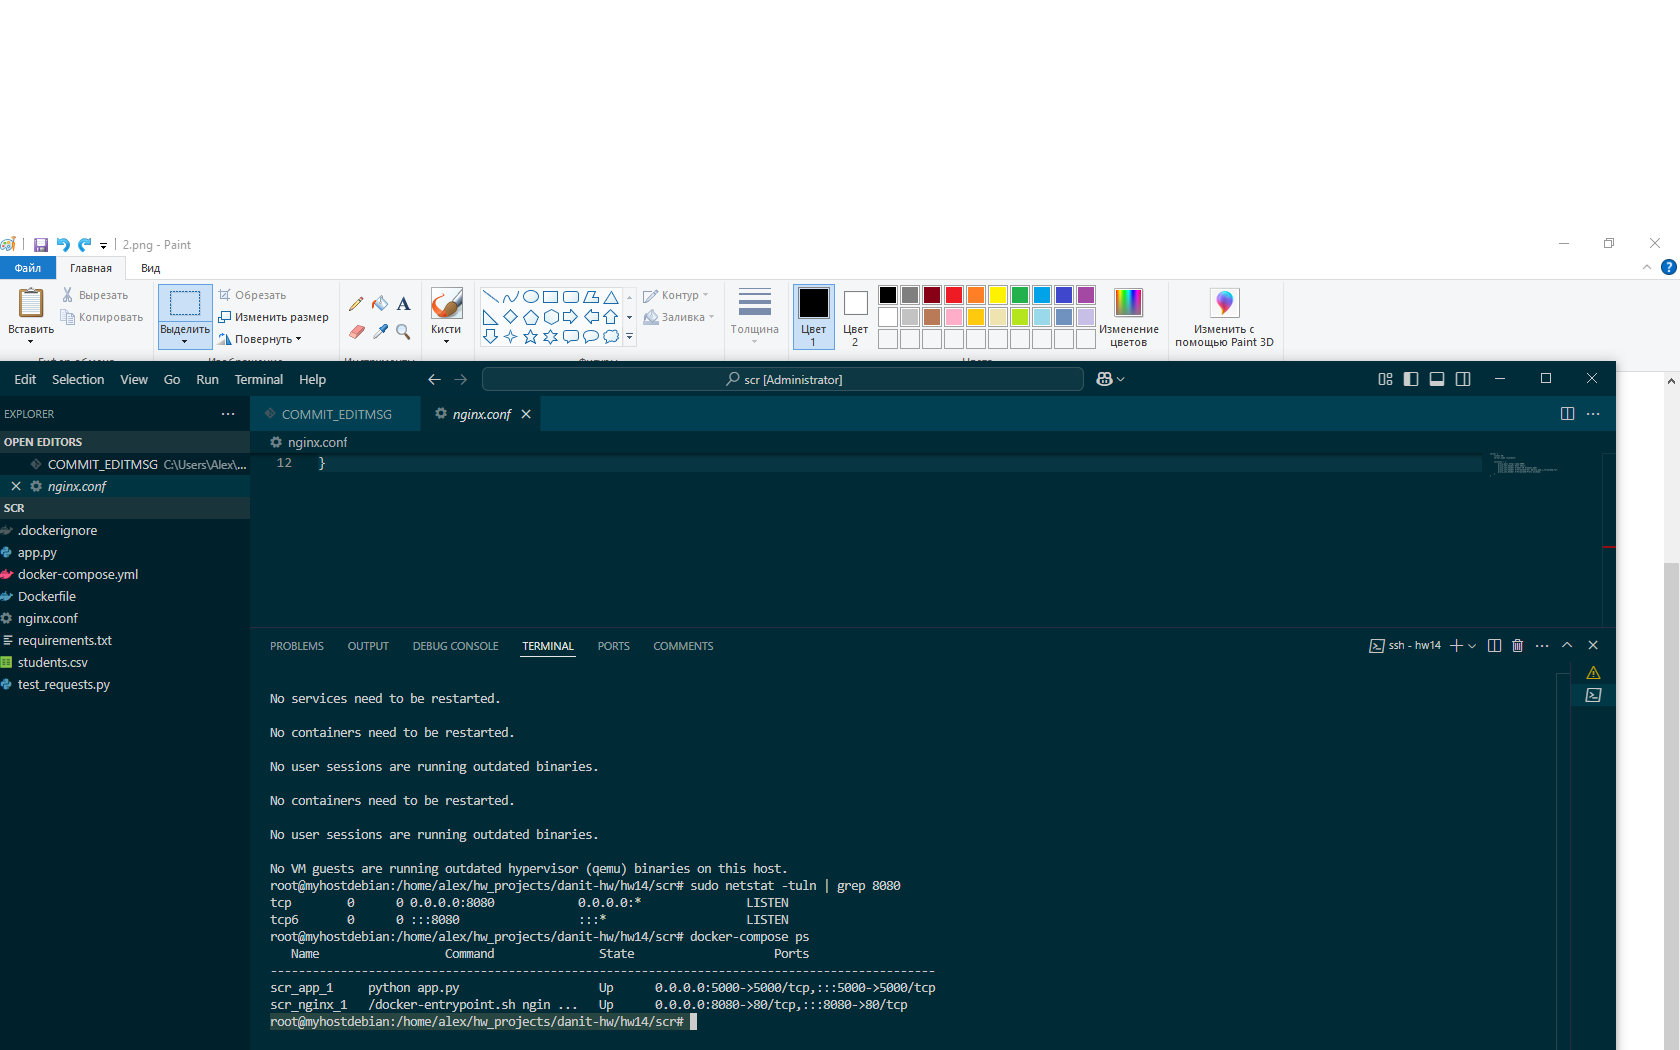 2.png - Paint
Файл Главная Вид
Вставить
Вырезать
Копировать
Выделить
Обрезать
Изменить размер
Повернуть
Кисти
Контур
Заливка
Толщина
Цвет 1
Цвет 2
Изменение цветов
Изменить с помощью Paint 3D
Edit Selection View Go Run Terminal Help
scr [Administrator]
EXPLORER
OPEN EDITORS
COMMIT_EDITMSG C:\Users\Alex\...
nginx.conf
SCR
.dockerignore
app.py
docker-compose.yml
Dockerfile
nginx.conf
requirements.txt
students.csv
test_requests.py
COMMIT_EDITMSG
nginx.conf
nginx.conf
12 }
PROBLEMS OUTPUT DEBUG CONSOLE TERMINAL PORTS COMMENTS
ssh - hw14
No services need to be restarted.
No containers need to be restarted.
No user sessions are running outdated binaries.
No containers need to be restarted.
No user sessions are running outdated binaries.
No VM guests are running outdated hypervisor (qemu) binaries on this host.
root@myhostdebian:/home/alex/hw_projects/danit-hw/hw14/scr# sudo netstat -tuln | grep 8080
tcp 0 0 0.0.0.0:8080 0.0.0.0:* LISTEN
tcp6 0 0 :::8080 :::* LISTEN
root@myhostdebian:/home/alex/hw_projects/danit-hw/hw14/scr# docker-compose ps
Name Command State Ports
-----------------------------------------------------------------------------------------------
scr_app_1 python app.py Up 0.0.0.0:5000->5000/tcp,:::5000->5000/tcp
scr_nginx_1 /docker-entrypoint.sh ngin ... Up 0.0.0.0:8080->80/tcp,:::8080->80/tcp
root@myhostdebian:/home/alex/hw_projects/danit-hw/hw14/scr#